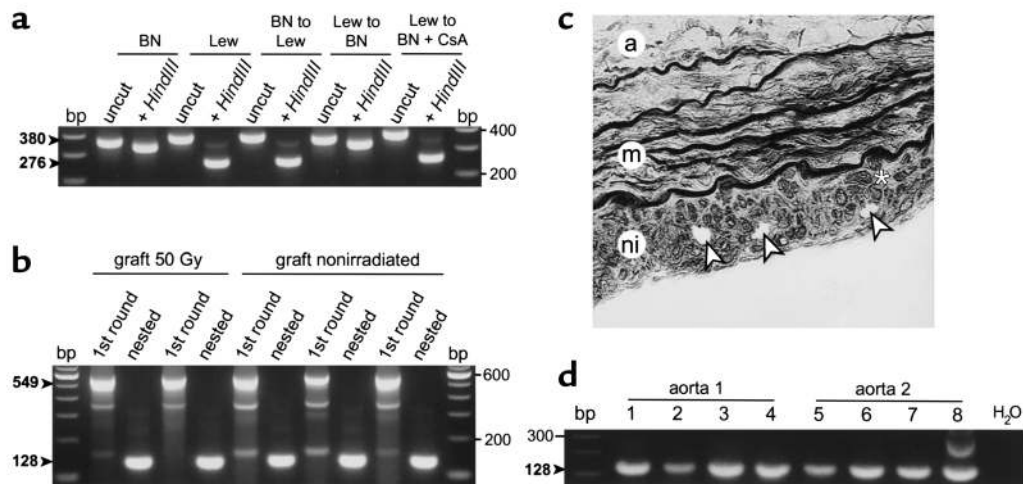 a
BN
Lew
BN to Lew
Lew to BN
Lew to BN + CsA
bp
uncut
+ HindIII
uncut
+ HindIII
uncut
+ HindIII
uncut
+ HindIII
uncut
+ HindIII
bp
380
276
400
200
b
graft 50 Gy
graft nonirradiated
bp
1st round
nested
1st round
nested
1st round
nested
1st round
nested
1st round
nested
bp
549
128
600
200
c
a
m
*
ni
d
aorta 1
aorta 2
bp
1 2 3 4 5 6 7 8 H2O
300
128